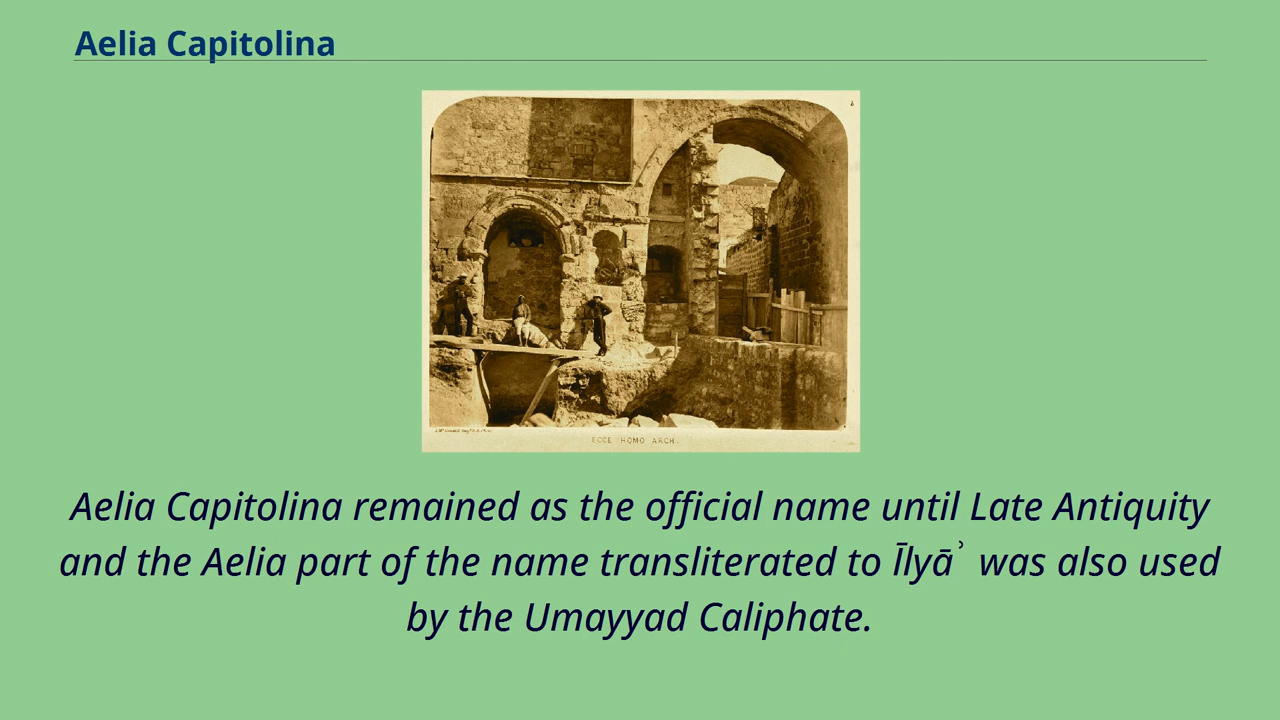 Aelia Capitolina
ECCE HOMO ARCH.
Aelia Capitolina remained as the official name until Late Antiquity
and the Aelia part of the name transliterated to Īlyāʾ was also used
by the Umayyad Caliphate.